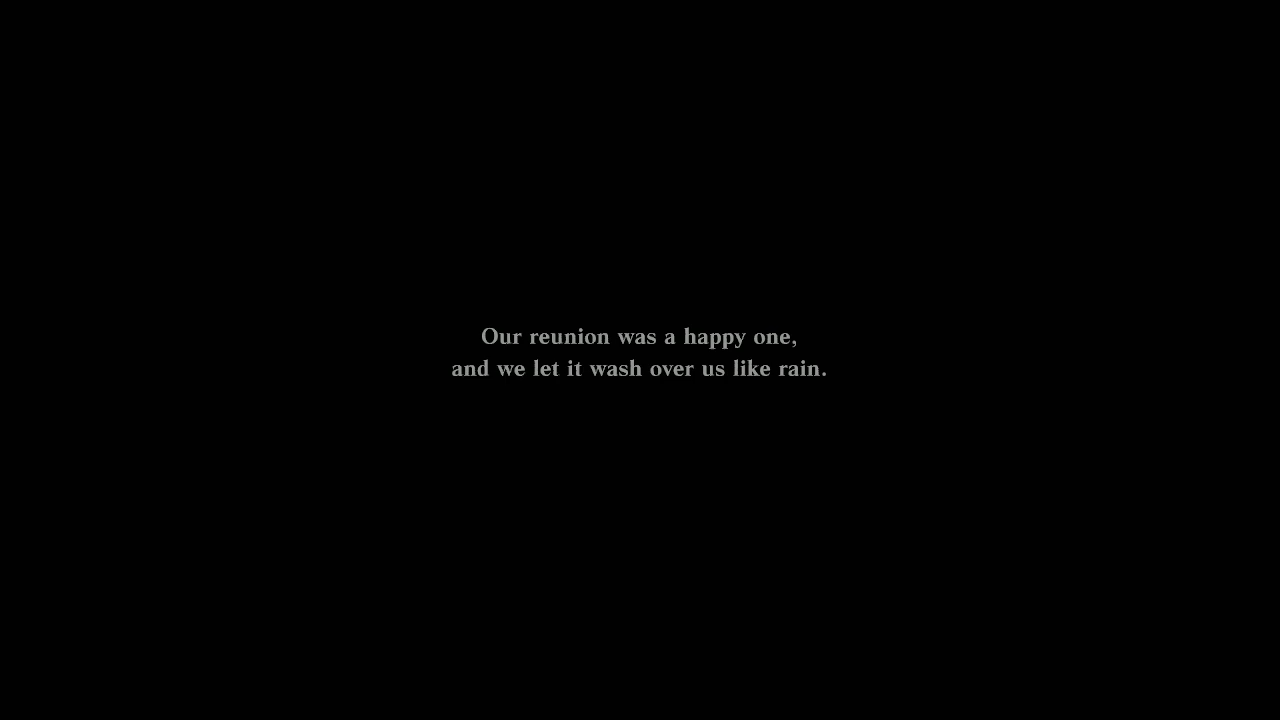 Our reunion was a happy one,
and we let it wash over us like rain.